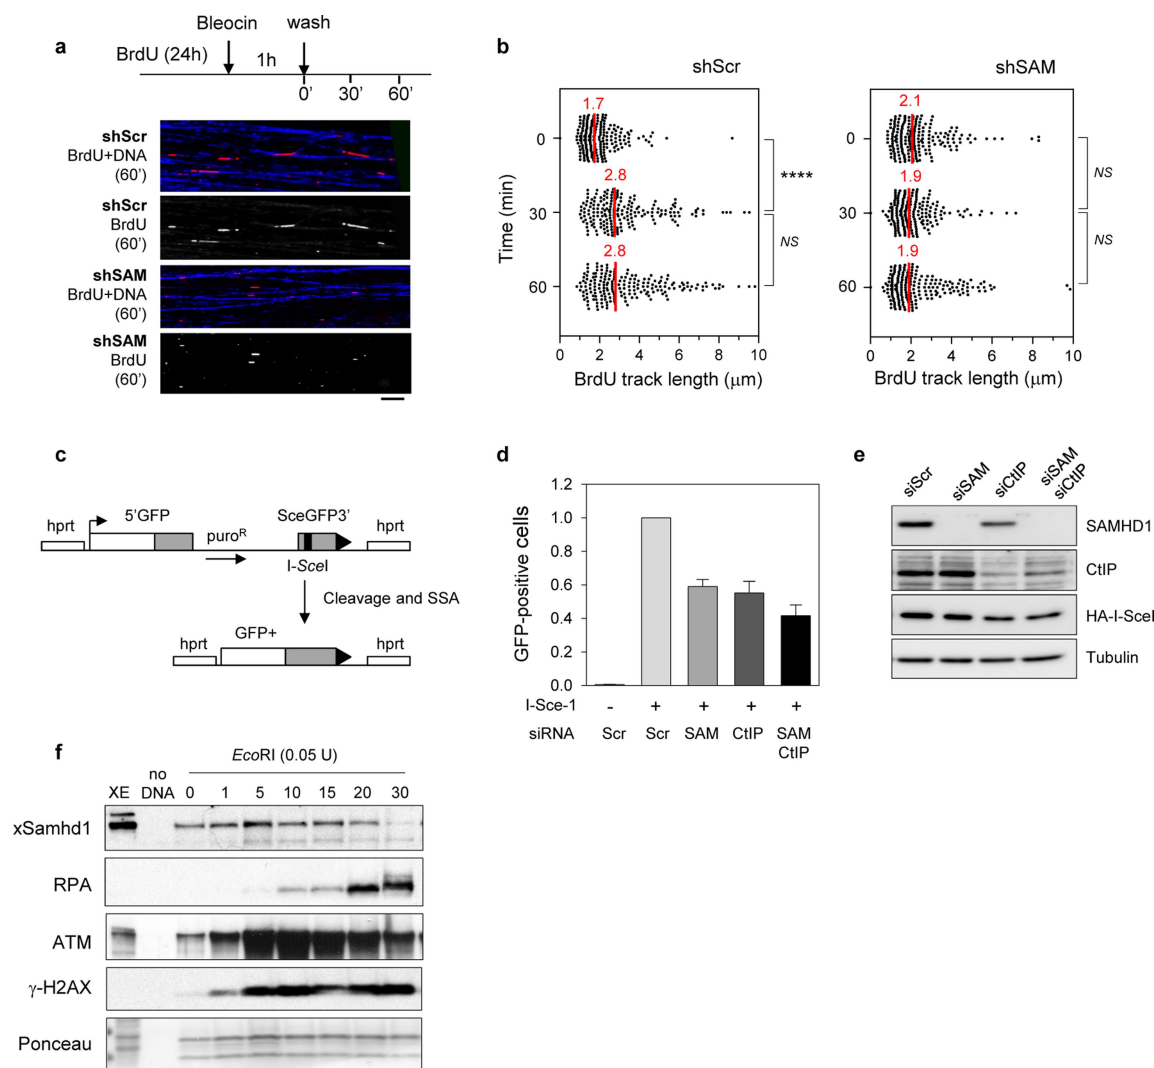 a
Bleocin
wash
BrdU (24h)
1h
0’
30’
60’
shScr
BrdU+DNA
(60’)
shScr
BrdU
(60’)
shSAM
BrdU+DNA
(60’)
shSAM
BrdU
(60’)
b
shScr
Time (min)
0
30
60
1.7
2.8
2.8
****
NS
0 2 4 6 8 10
BrdU track length (μm)
shSAM
0
30
60
2.1
1.9
1.9
NS
NS
0 2 4 6 8 10
BrdU track length (μm)
c
hprt
5’GFP
puroR
SceGFP3’
hprt
I-SceI
Cleavage and SSA
hprt
GFP+
hprt
d
GFP-positive cells
1.2
1.0
0.8
0.6
0.4
0.2
0.0
I-Sce-1 - + + + +
siRNA Scr Scr SAM CtIP SAM
CtIP
e
siScr
siSAM
siCtIP
siSAM
siCtIP
SAMHD1
CtIP
HA-I-SceI
Tubulin
f
EcoRI (0.05 U)
no
XE DNA 0 1 5 10 15 20 30
xSamhd1
RPA
ATM
γ-H2AX
Ponceau